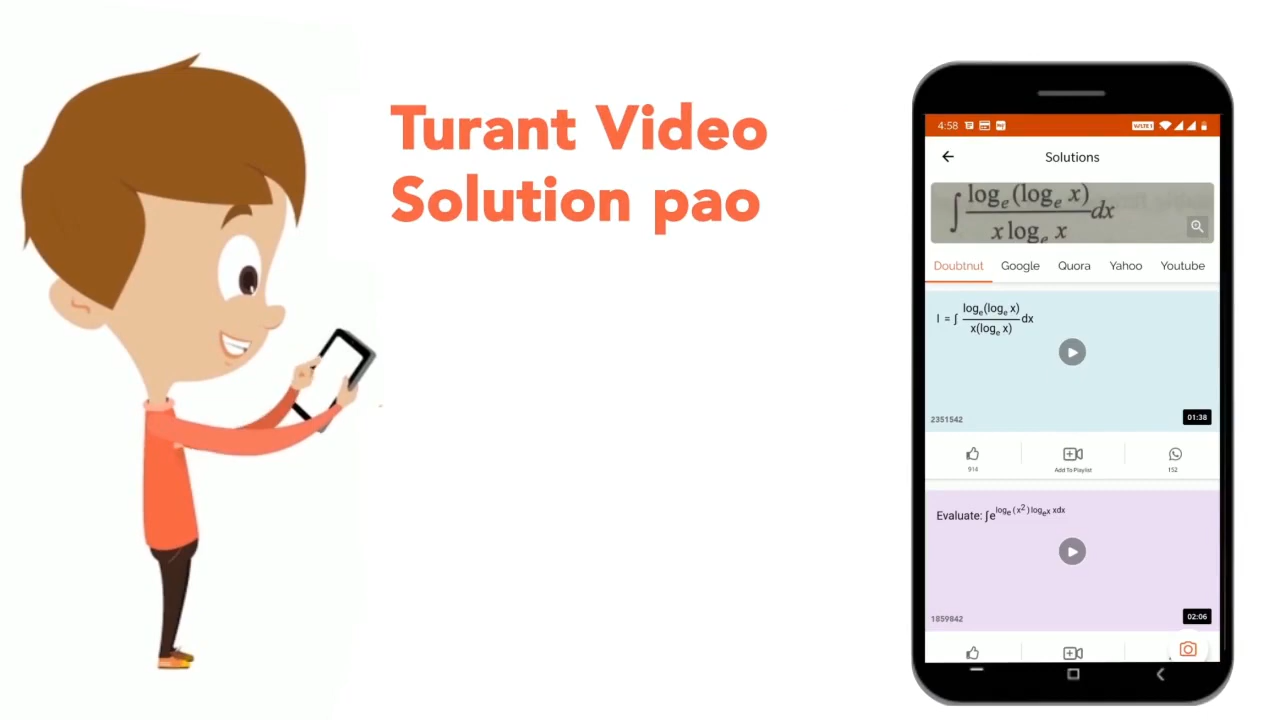 Turant Video
Solution pao
4:58
VoLTE1
Solutions
∫ logₑ(logₑ x) / x logₑ x dx
Doubtnut Google Quora Yahoo Youtube
I = ∫ logₑ(logₑ x) / x(logₑ x) dx
2351542
01:38
914
Add To Playlist
152
Evaluate: ∫e^logₑ(x²)logₑx xdx
1859842
02:06